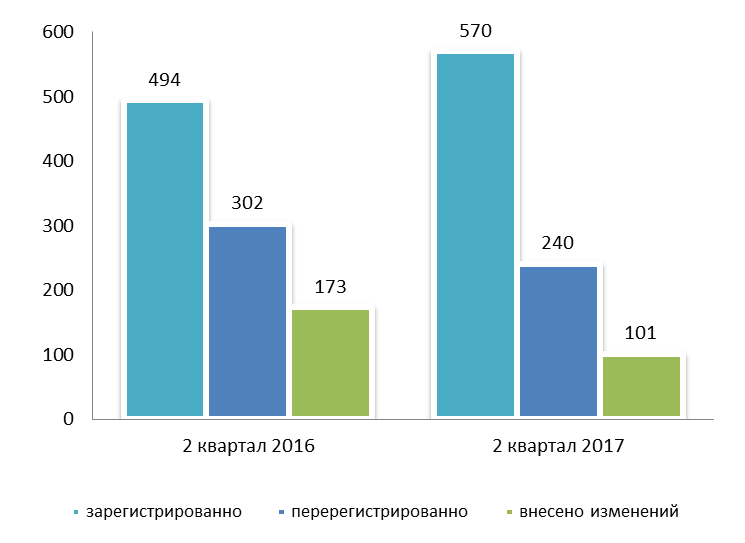 600
500
400
300
200
100
0
494
302
173
570
240
101
2 квартал 2016
2 квартал 2017
зарегистрированно
перерегистрированно
внесено изменений